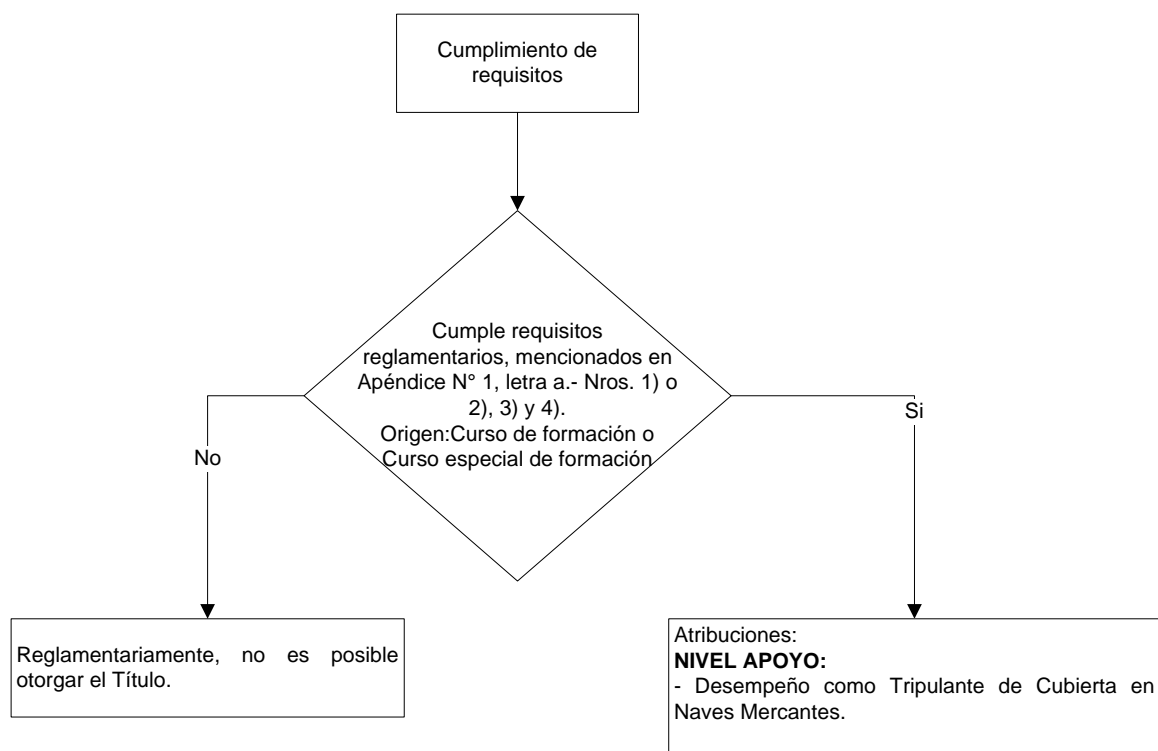 Cumplimiento de
requisitos
Cumple requisitos
reglamentarios, mencionados en
Apéndice N° 1, letra a.- Nros. 1) o
2), 3) y 4).
Origen:Curso de formación o
Curso especial de formación
No
Si
Reglamentariamente, no es posible
otorgar el Título.
Atribuciones:
NIVEL APOYO:
- Desempeño como Tripulante de Cubierta en
Naves Mercantes.